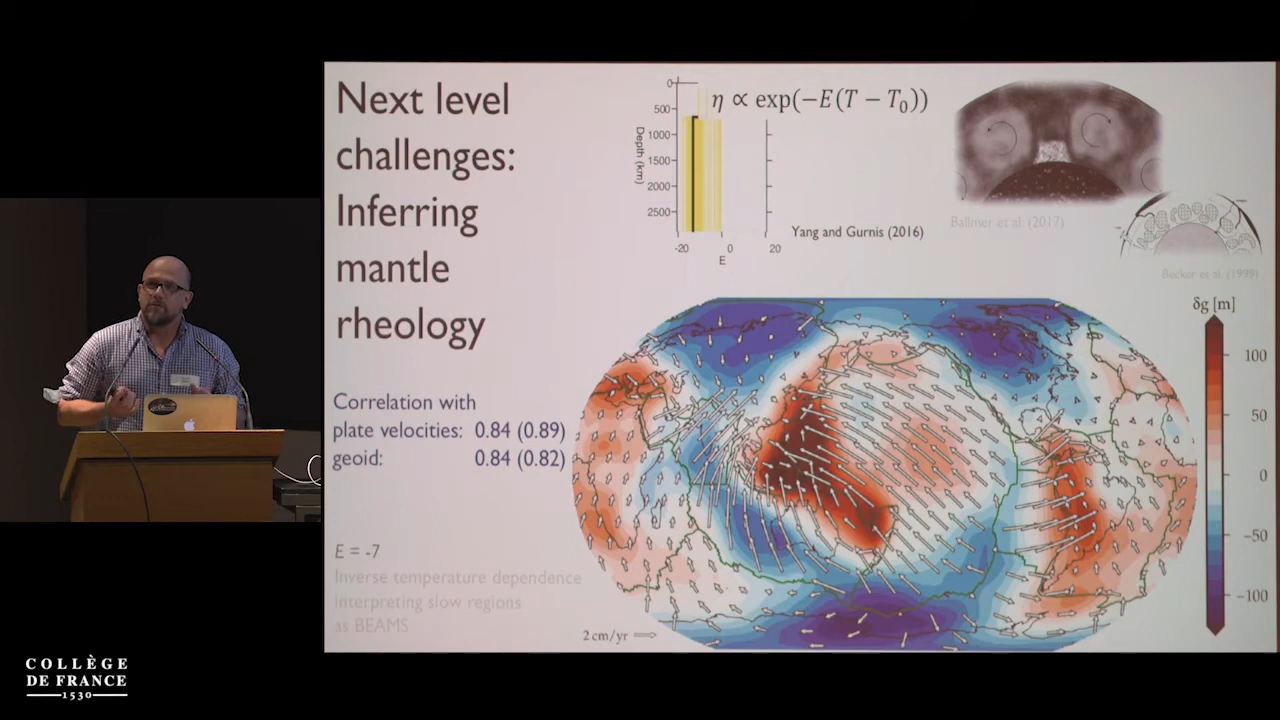 Next level
challenges:
Inferring
mantle
rheology
Correlation with
plate velocities: 0.84 (0.89)
geoid: 0.84 (0.82)
E = -7
Inverse temperature dependence
interpreting slow regions
as BEAMS
η ∝ exp(−E(T − T₀))
0
500
1000
1500
2000
2500
Depth (km)
-20 0 20
E
Yang and Gurnis (2016)
Ballmer et al. (2017)
Becker et al. (1999)
δg [m]
100
50
0
−50
−100
2 cm/yr
COLLÈGE
DE FRANCE
1530